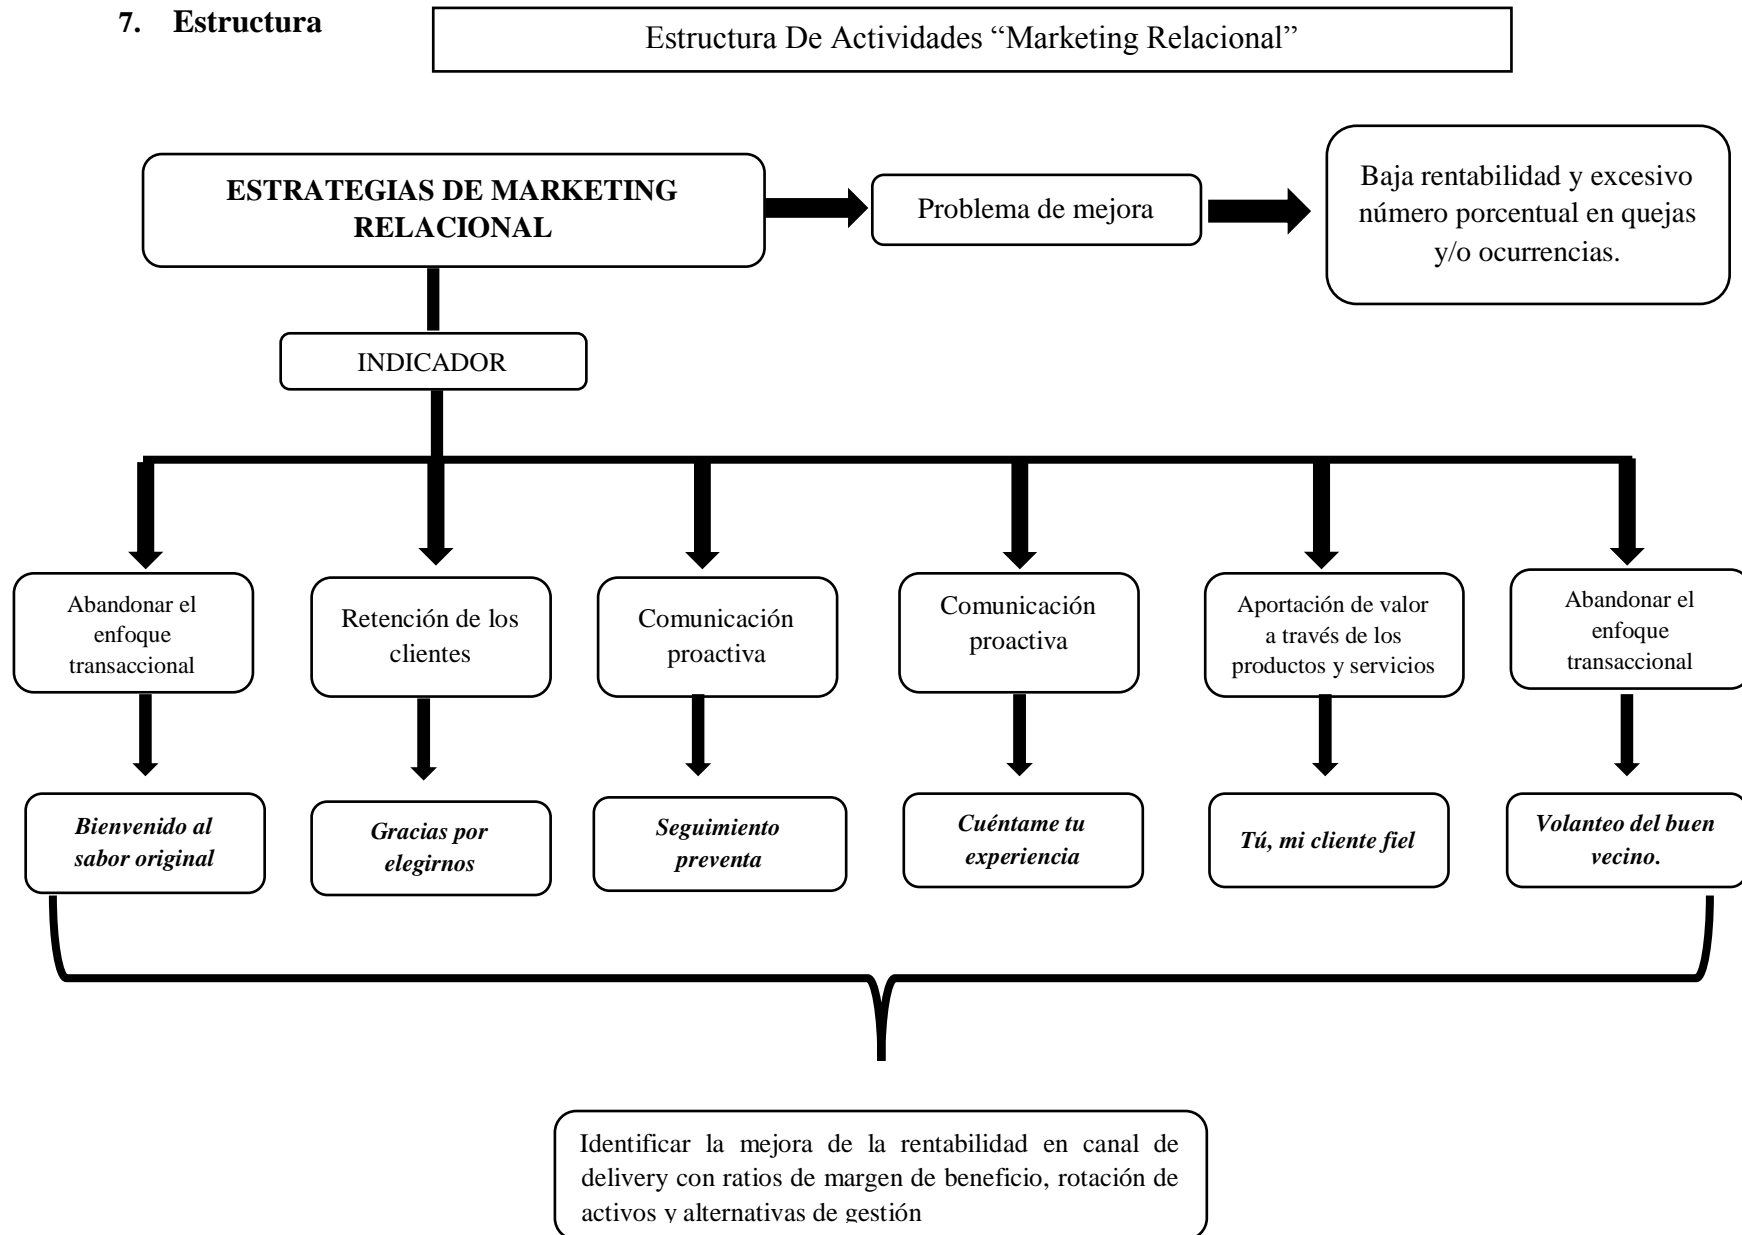 7. Estructura
Estructura De Actividades “Marketing Relacional”
ESTRATEGIAS DE MARKETING
RELACIONAL
Problema de mejora
Baja rentabilidad y excesivo
número porcentual en quejas
y/o ocurrencias.
INDICADOR
Abandonar el
enfoque
transaccional
Retención de los
clientes
Comunicación
proactiva
Comunicación
proactiva
Aportación de valor
a través de los
productos y servicios
Abandonar el
enfoque
transaccional
Bienvenido al
sabor original
Gracias por
elegirnos
Seguimiento
preventa
Cuéntame tu
experiencia
Tú, mi cliente fiel
Volanteo del buen
vecino.
Identificar la mejora de la rentabilidad en canal de
delivery con ratios de margen de beneficio, rotación de
activos y alternativas de gestión